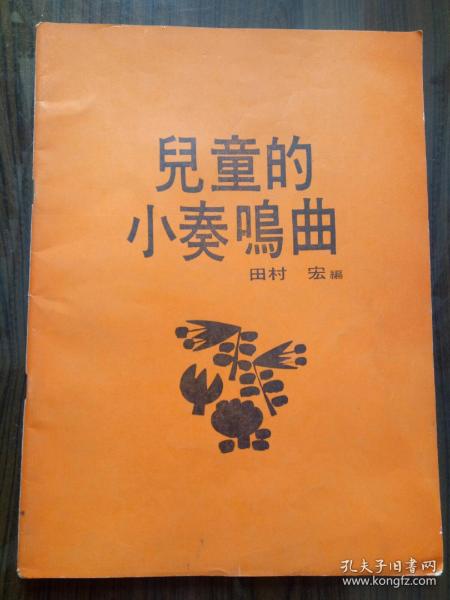 兒童的
小奏鳴曲
田村 宏 編
孔夫子旧书网
www.kongfz.com